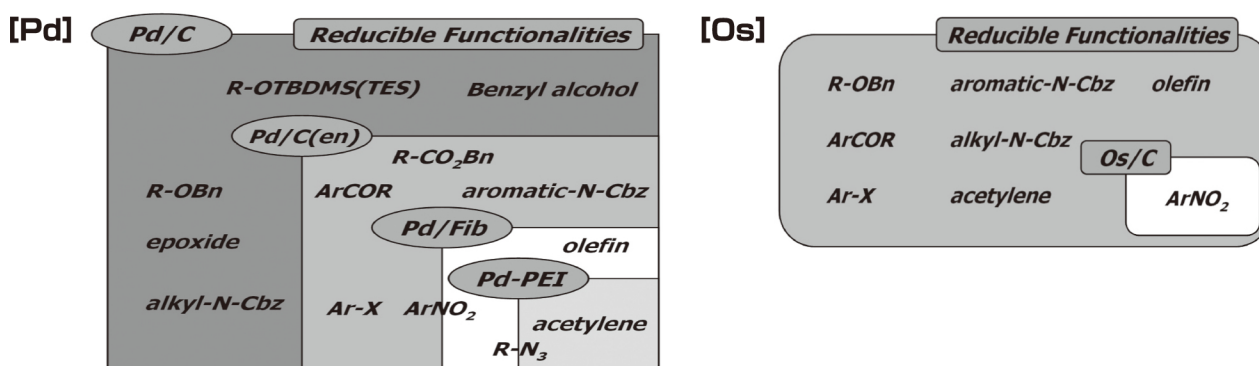 [Pd]
Pd/C
Reducible Functionalities
R-OTBDMS(TES) Benzyl alcohol
Pd/C(en)
R-CO₂Bn
R-OBn ArCOR aromatic-N-Cbz
Pd/Fib
epoxide olefin
Pd-PEI
alkyl-N-Cbz Ar-X ArNO₂
acetylene
R-N₃
[Os]
Reducible Functionalities
R-OBn aromatic-N-Cbz olefin
ArCOR alkyl-N-Cbz
Os/C
Ar-X acetylene ArNO₂